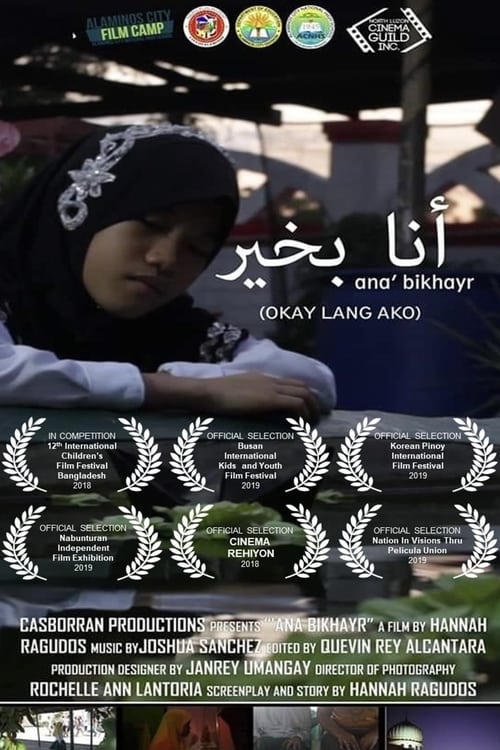 ALAMINOS CITY
FILM CAMP
ACNHS
NORTH LUZON
CINEMA
GUILD
INC.
أنا بخير
ana’ bikhayr
(OKAY LANG AKO)
IN COMPETITION
12th International
Children's
Film Festival
Bangladesh
2018
OFFICIAL SELECTION
Busan
International
Kids and Youth
Film Festival
2019
OFFICIAL SELECTION
Korean Pinoy
International
Film Festival
2019
OFFICIAL SELECTION
Nabunturan
Independent
Film Exhibition
2019
OFFICIAL SELECTION
CINEMA
REHIYON
2018
OFFICIAL SELECTION
Nation In Visions Thru
Pelicula Union
2019
CASBORRAN PRODUCTIONS PRESENTS "'ANA BIKHAYR" A FILM BY HANNAH
RAGUDOS MUSIC BY JOSHUA SANCHEZ EDITED BY QUEVIN REY ALCANTARA
PRODUCTION DESIGNER BY JANREY UMANGAY DIRECTOR OF PHOTOGRAPHY
ROCHELLE ANN LANTORIA SCREENPLAY AND STORY BY HANNAH RAGUDOS